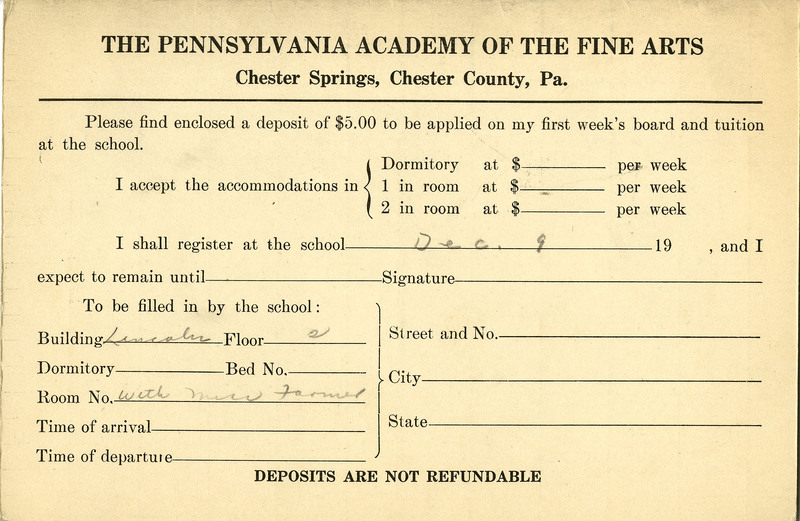 THE PENNSYLVANIA ACADEMY OF THE FINE ARTS
Chester Springs, Chester County, Pa.
Please find enclosed a deposit of $5.00 to be applied on my first week's board and tuition
at the school.
I accept the accommodations in
Dormitory at $ per week
1 in room at $ per week
2 in room at $ per week
I shall register at the school Dec. 9 19 , and I
expect to remain until Signature
To be filled in by the school:
Building Lincoln Floor 2
Dormitory Bed No.
Room No. with Miss Farmer
Time of arrival
Time of departure
Street and No.
City
State
DEPOSITS ARE NOT REFUNDABLE